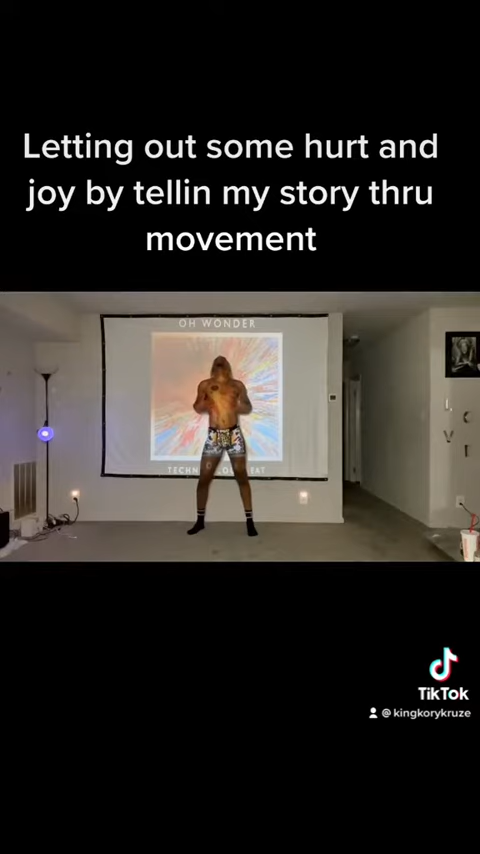 Letting out some hurt and
joy by tellin my story thru
movement
OH WONDER
TikTok
@kingkorykruze